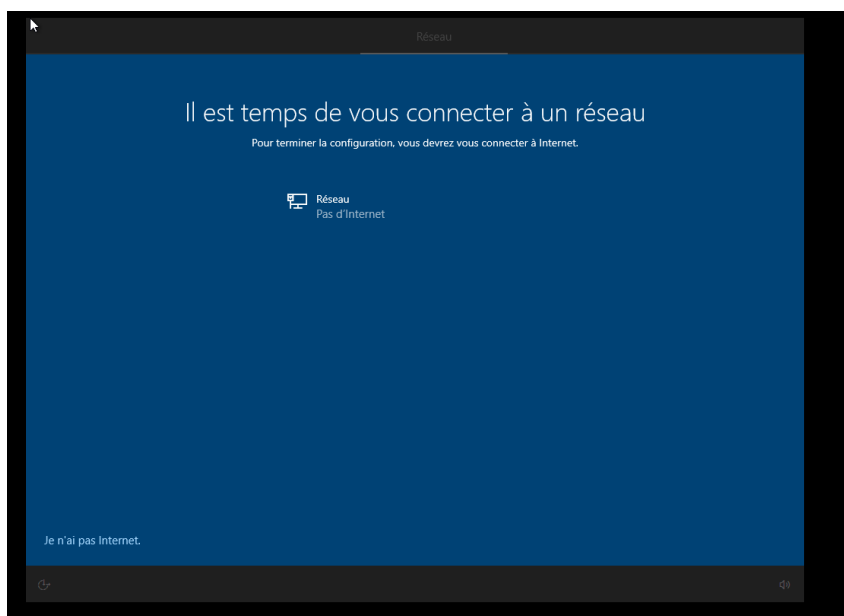 Réseau
Il est temps de vous connecter à un réseau
Pour terminer la configuration, vous devrez vous connecter à Internet.
Réseau
Pas d'Internet
Je n'ai pas Internet.